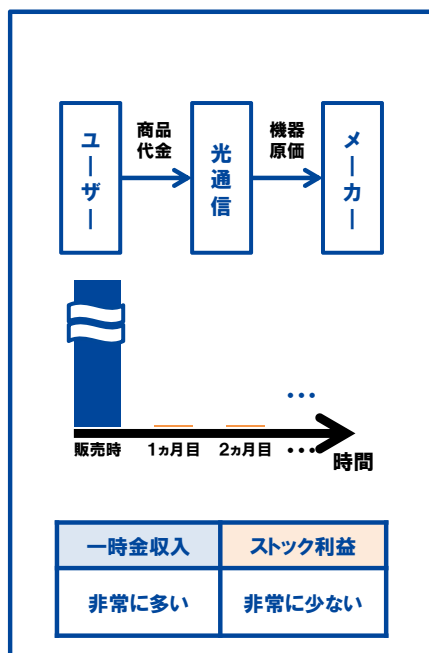 ユーザー
商品
代金
光通信
機器
原価
メーカー
…
販売時 1ヵ月目 2ヵ月目 …
時間
一時金収入 ストック利益
非常に多い 非常に少ない